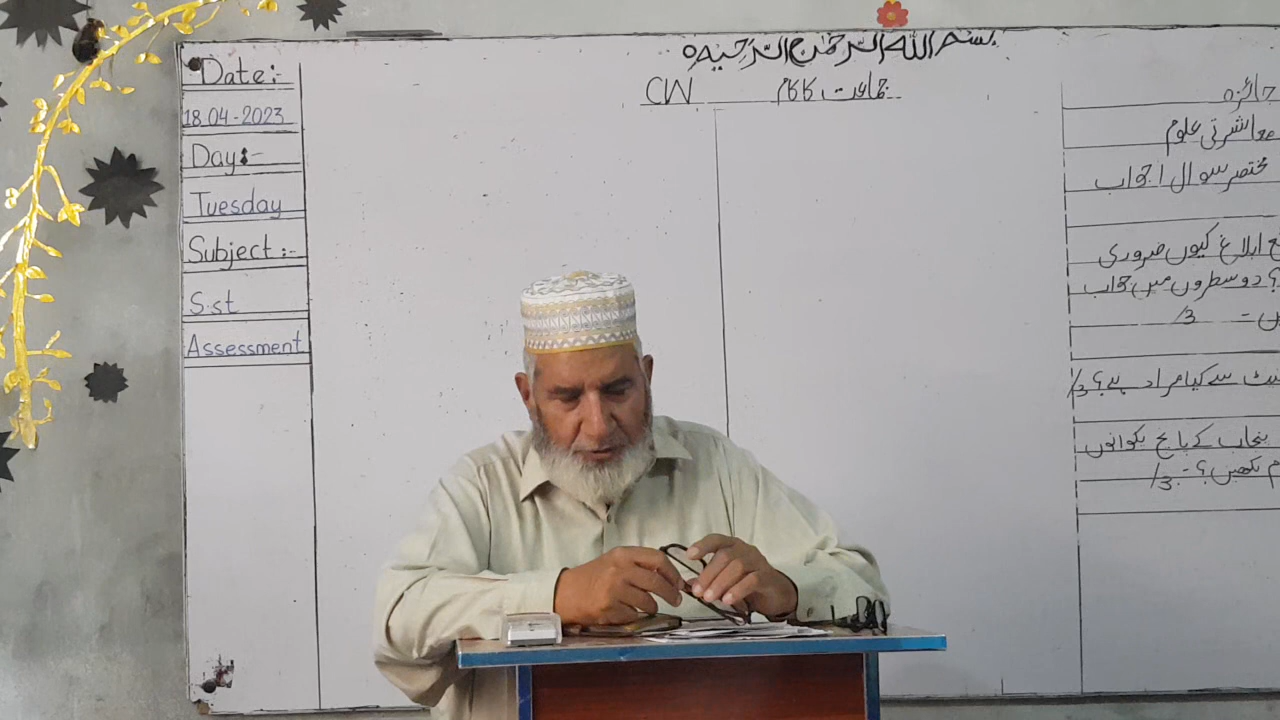 بسم اللہ الرحمٰن الرحیم
CW جماعت کا کام
Date:-
18.04-2023
Day:-
Tuesday
Subject:-
S.st
Assessment
جائزہ
معاشرتی علوم
مختصر سوال / جواب
ابلاغ کیوں ضروری
؟ دو سطروں میں جواب
3/
سے کیا مراد ہے؟ 3/
پنجاب کے پانچ پکوانوں
لکھیں؟ :- 3/